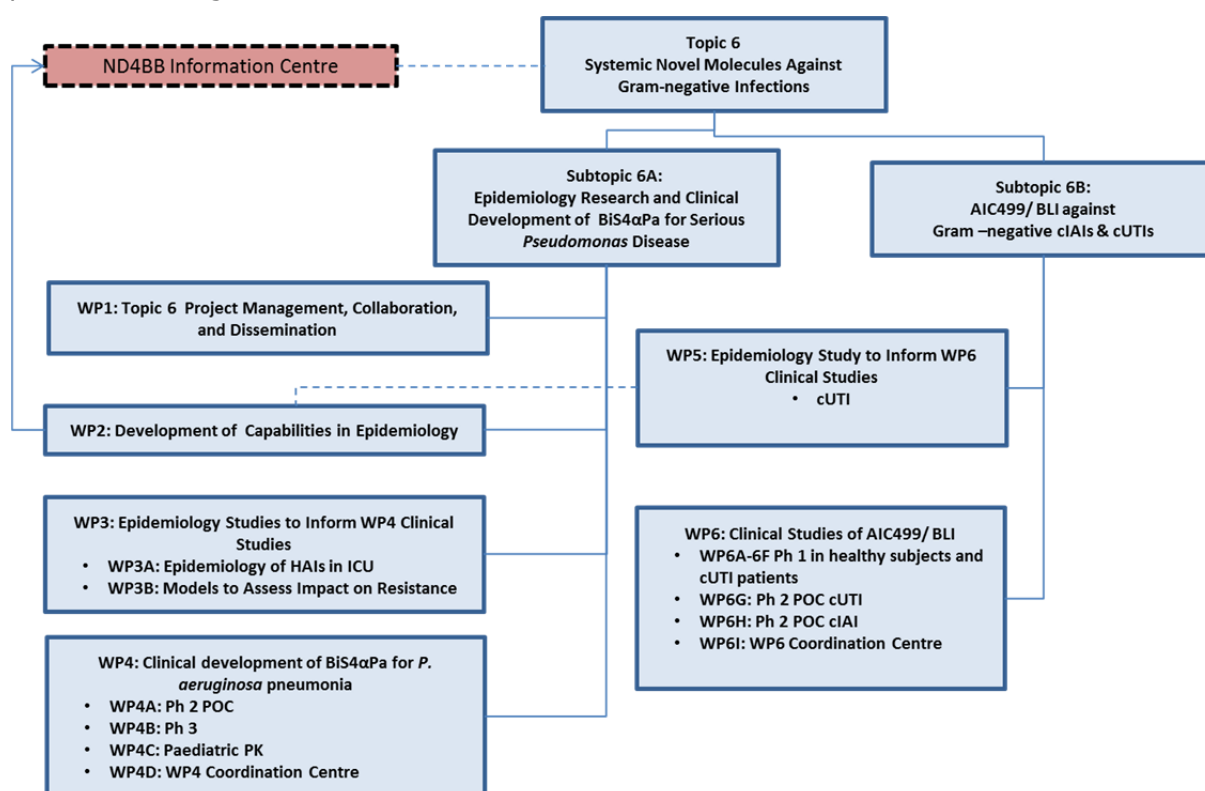 ND4BB Information Centre
Topic 6
Systemic Novel Molecules Against
Gram-negative Infections
Subtopic 6A:
Epidemiology Research and Clinical
Development of BiS4αPa for Serious
Pseudomonas Disease
Subtopic 6B:
AIC499/ BLI against
Gram –negative cIAIs & cUTIs
WP1: Topic 6 Project Management, Collaboration,
and Dissemination
WP5: Epidemiology Study to Inform WP6
Clinical Studies
• cUTI
WP2: Development of Capabilities in Epidemiology
WP3: Epidemiology Studies to Inform WP4 Clinical
Studies
• WP3A: Epidemiology of HAIs in ICU
• WP3B: Models to Assess Impact on Resistance
WP6: Clinical Studies of AIC499/ BLI
• WP6A-6F Ph 1 in healthy subjects and
cUTI patients
• WP6G: Ph 2 POC cUTI
• WP6H: Ph 2 POC cIAI
• WP6I: WP6 Coordination Centre
WP4: Clinical development of BiS4αPa for P.
aeruginosa pneumonia
• WP4A: Ph 2 POC
• WP4B: Ph 3
• WP4C: Paediatric PK
• WP4D: WP4 Coordination Centre